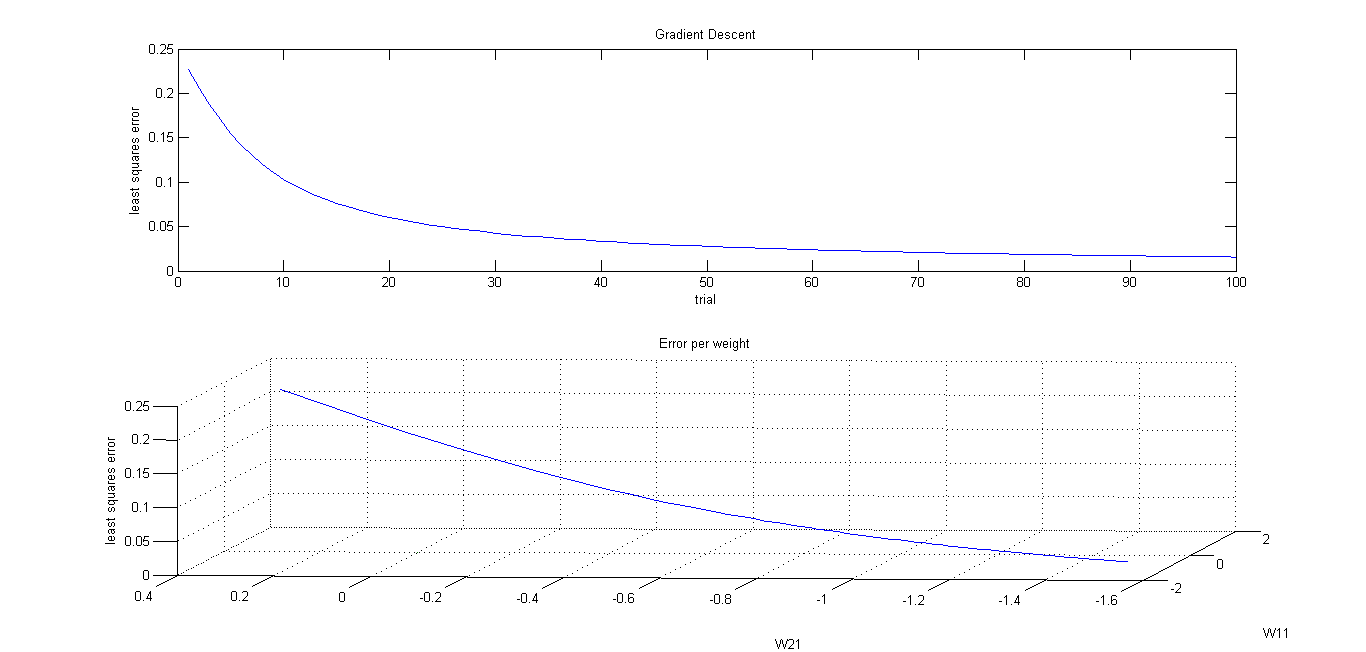 Gradient Descent
0.25
0.2
0.15
0.1
0.05
0
least squares error
0 10 20 30 40 50 60 70 80 90 100
trial
Error per weight
0.25
0.2
0.15
0.1
0.05
0
least squares error
0.4 0.2 0 -0.2 -0.4 -0.6 -0.8 -1 -1.2 -1.4 -1.6
-2 0 2
W21
W11